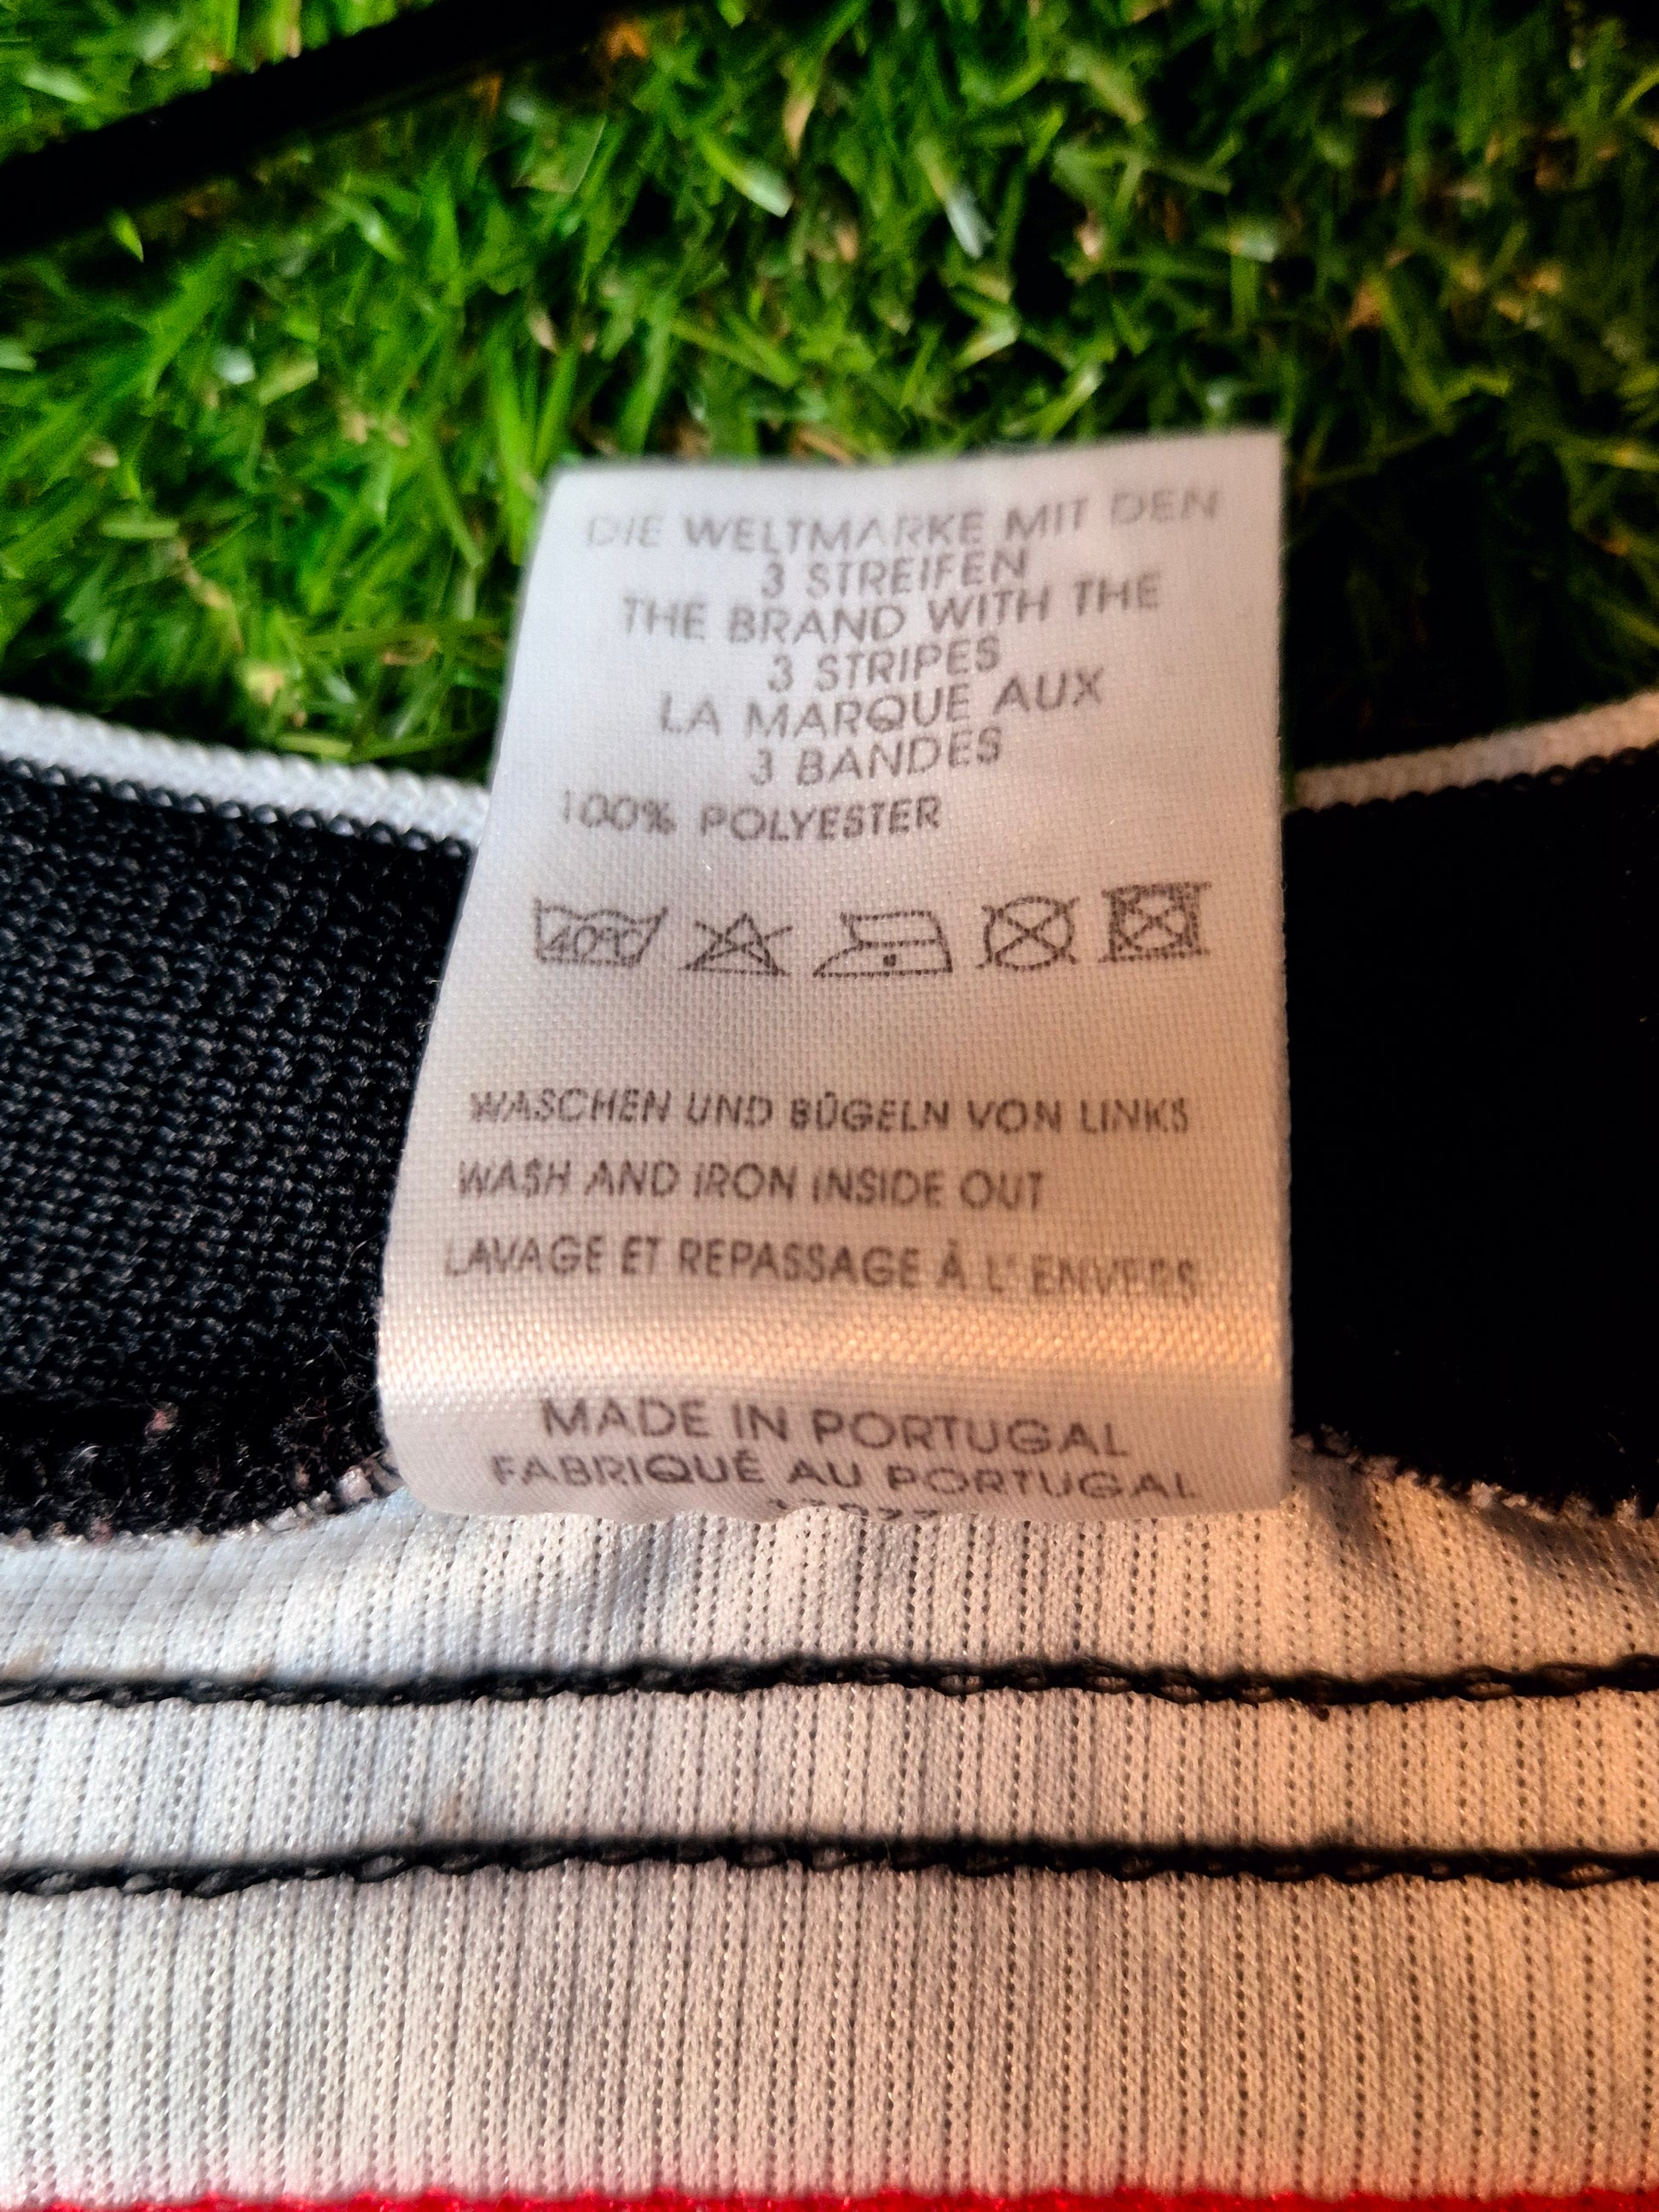 DIE WELTMARKE MIT DEN
3 STREIFEN
THE BRAND WITH THE
3 STRIPES
LA MARQUE AUX
3 BANDES
100% POLYESTER
40°C
WASCHEN UND BÜGELN VON LINKS
WASH AND IRON INSIDE OUT
LAVAGE ET REPASSAGE À L' ENVERS
MADE IN PORTUGAL
FABRIQUÉ AU PORTUGAL